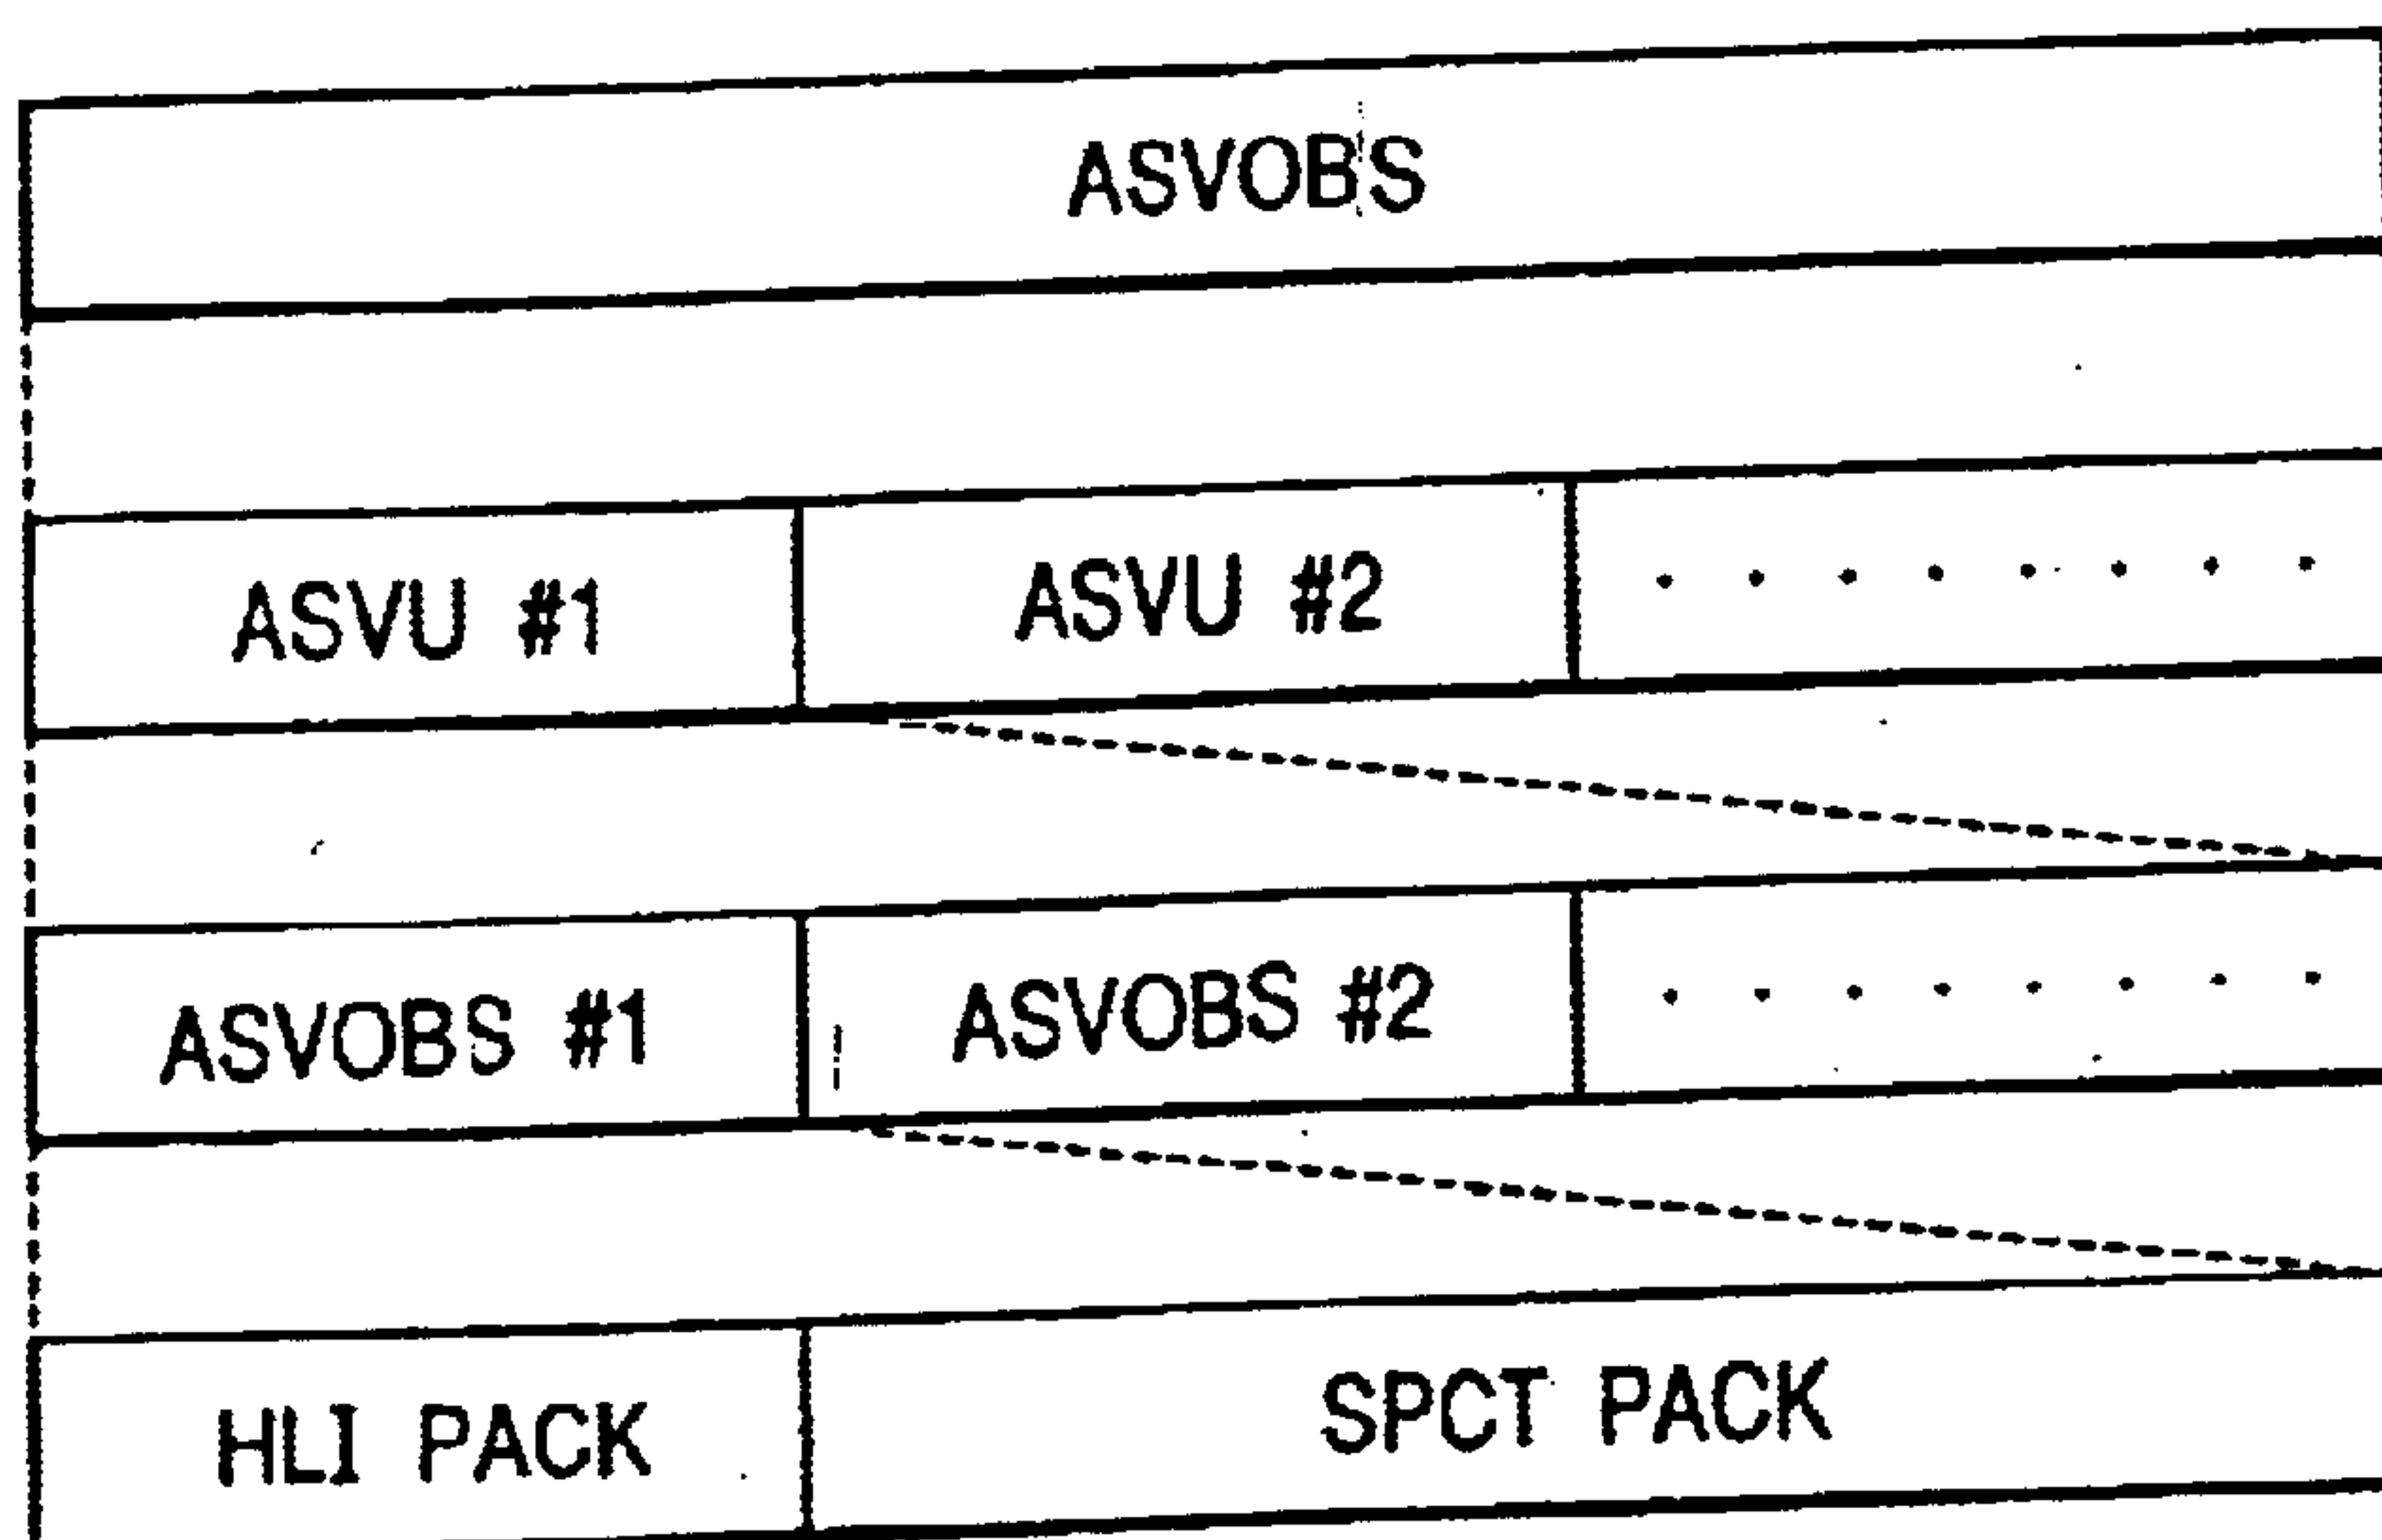 ASVOBS
ASVU #1 ASVU #2 . . . . . . . .
ASVOBS #1 ASVOBS #2 . . . . . . . .
HLI PACK SPCT PACK